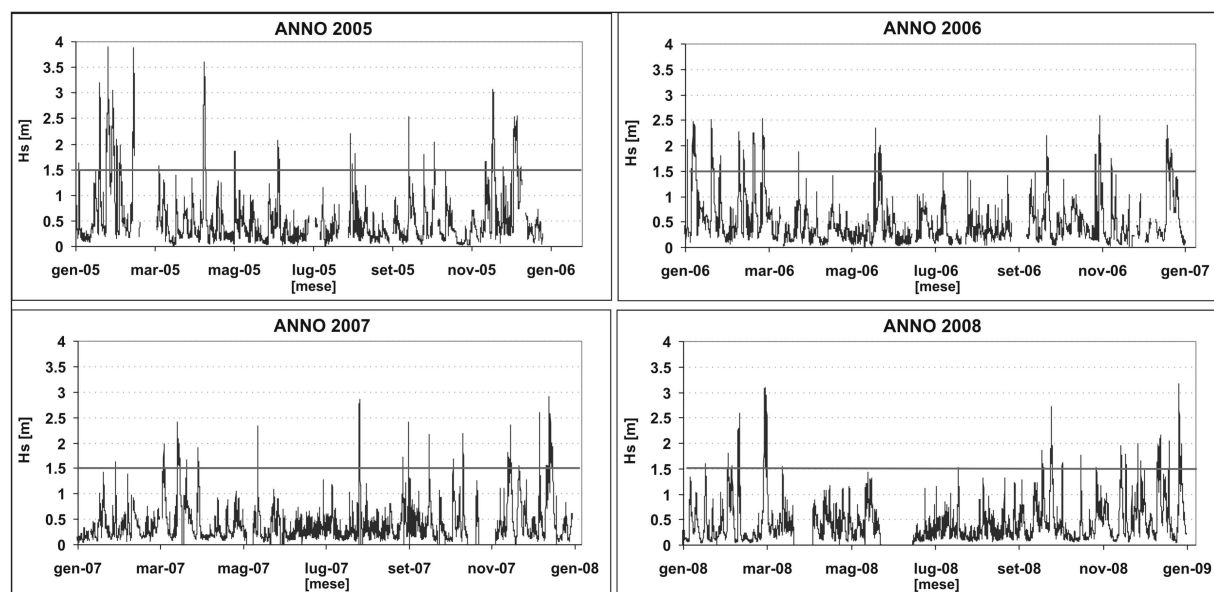 ANNO 2005
Hs [m]
4
3.5
3
2.5
2
1.5
1
0.5
0
gen-05 mar-05 mag-05 lug-05 set-05 nov-05 gen-06
[mese]
ANNO 2006
Hs [m]
4
3.5
3
2.5
2
1.5
1
0.5
0
gen-06 mar-06 mag-06 lug-06 set-06 nov-06 gen-07
[mese]
ANNO 2007
Hs [m]
4
3.5
3
2.5
2
1.5
1
0.5
0
gen-07 mar-07 mag-07 lug-07 set-07 nov-07 gen-08
[mese]
ANNO 2008
Hs [m]
4
3.5
3
2.5
2
1.5
1
0.5
0
gen-08 mar-08 mag-08 lug-08 set-08 nov-08 gen-09
[mese]